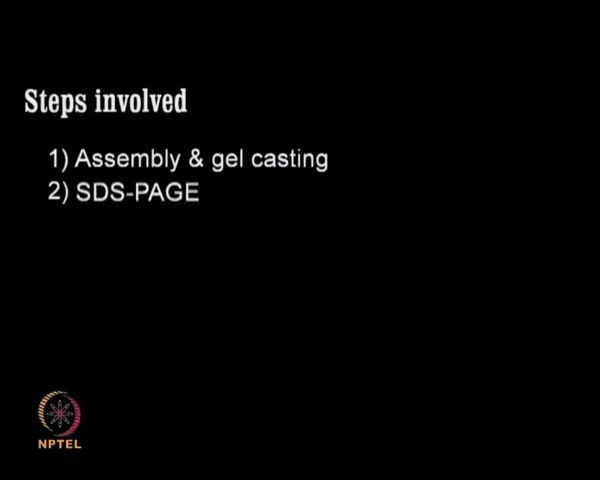 Steps involved
1) Assembly & gel casting
2) SDS-PAGE
NPTEL